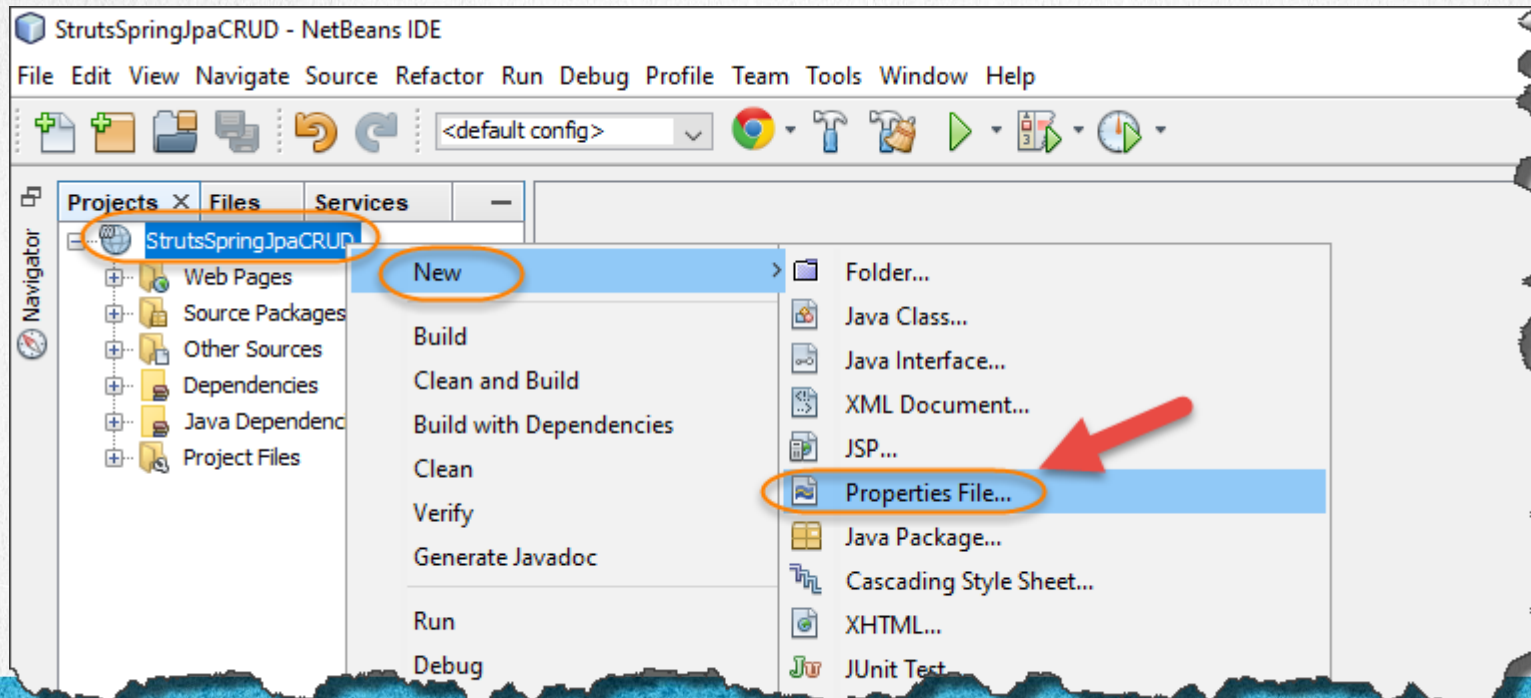 StrutsSpringJpaCRUD - NetBeans IDE
File Edit View Navigate Source Refactor Run Debug Profile Team Tools Window Help
<default config>
Projects Files Services
Navigator
StrutsSpringJpaCRUD
Web Pages
Source Packages
Other Sources
Dependencies
Java Dependenc
Project Files
New
Build
Clean and Build
Build with Dependencies
Clean
Verify
Generate Javadoc
Run
Debug
Folder...
Java Class...
Java Interface...
XML Document...
JSP...
Properties File...
Java Package...
Cascading Style Sheet...
XHTML...
JUnit Test...